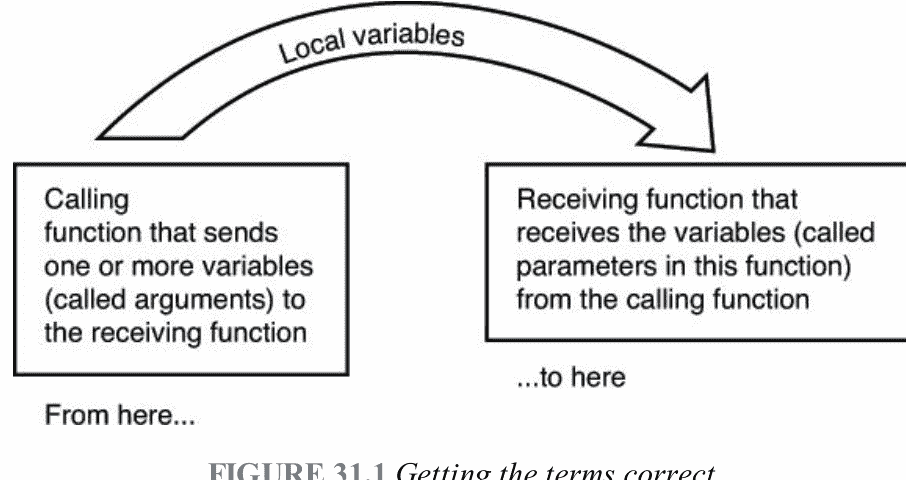 Local variables
Calling
function that sends
one or more variables
(called arguments) to
the receiving function
From here...
Receiving function that
receives the variables (called
parameters in this function)
from the calling function
...to here
FIGURE 31.1 Getting the terms correct